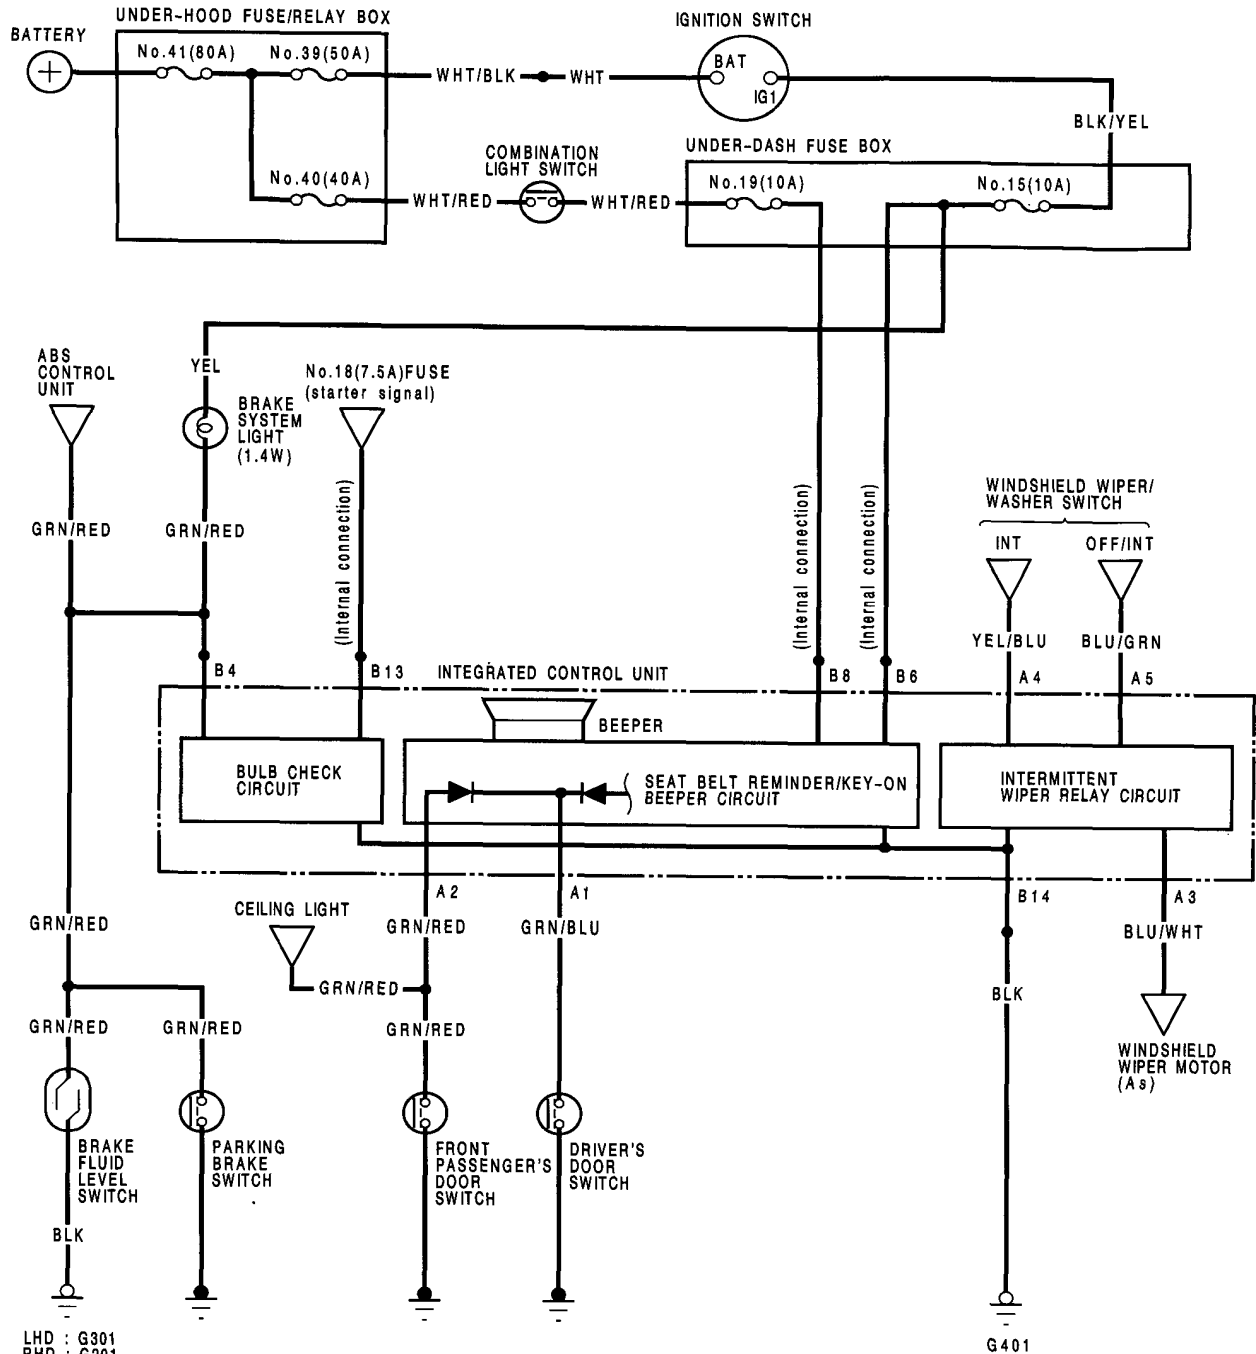 UNDER-HOOD FUSE/RELAY BOX
IGNITION SWITCH
BATTERY
No.41(80A)
No.39(50A)
BAT
WHT/BLK
WHT
IG1
BLK/YEL
COMBINATION
LIGHT SWITCH
UNDER-DASH FUSE BOX
No.40(40A)
No.19(10A)
No.15(10A)
WHT/RED
WHT/RED
ABS
CONTROL
UNIT
YEL
No.18(7.5A)FUSE
(starter signal)
BRAKE
SYSTEM
LIGHT
(1.4W)
WINDSHIELD WIPER/
WASHER SWITCH
INT
OFF/INT
GRN/RED
GRN/RED
(Internal connection)
(Internal connection)
(Internal connection)
YEL/BLU
BLU/GRN
B4
B13
INTEGRATED CONTROL UNIT
B8
B6
A4
A5
BEEPER
BULB CHECK
CIRCUIT
SEAT BELT REMINDER/KEY-ON
BEEPER CIRCUIT
INTERMITTENT
WIPER RELAY CIRCUIT
A2
A1
B14
A3
CEILING LIGHT
GRN/RED
GRN/RED
GRN/BLU
BLU/WHT
GRN/RED
BLK
GRN/RED
GRN/RED
GRN/RED
WINDSHIELD
WIPER MOTOR
(As)
BRAKE
FLUID
LEVEL
SWITCH
PARKING
BRAKE
SWITCH
FRONT
PASSENGER'S
DOOR
SWITCH
DRIVER'S
DOOR
SWITCH
BLK
LHD : G301
RHD : G201
G401